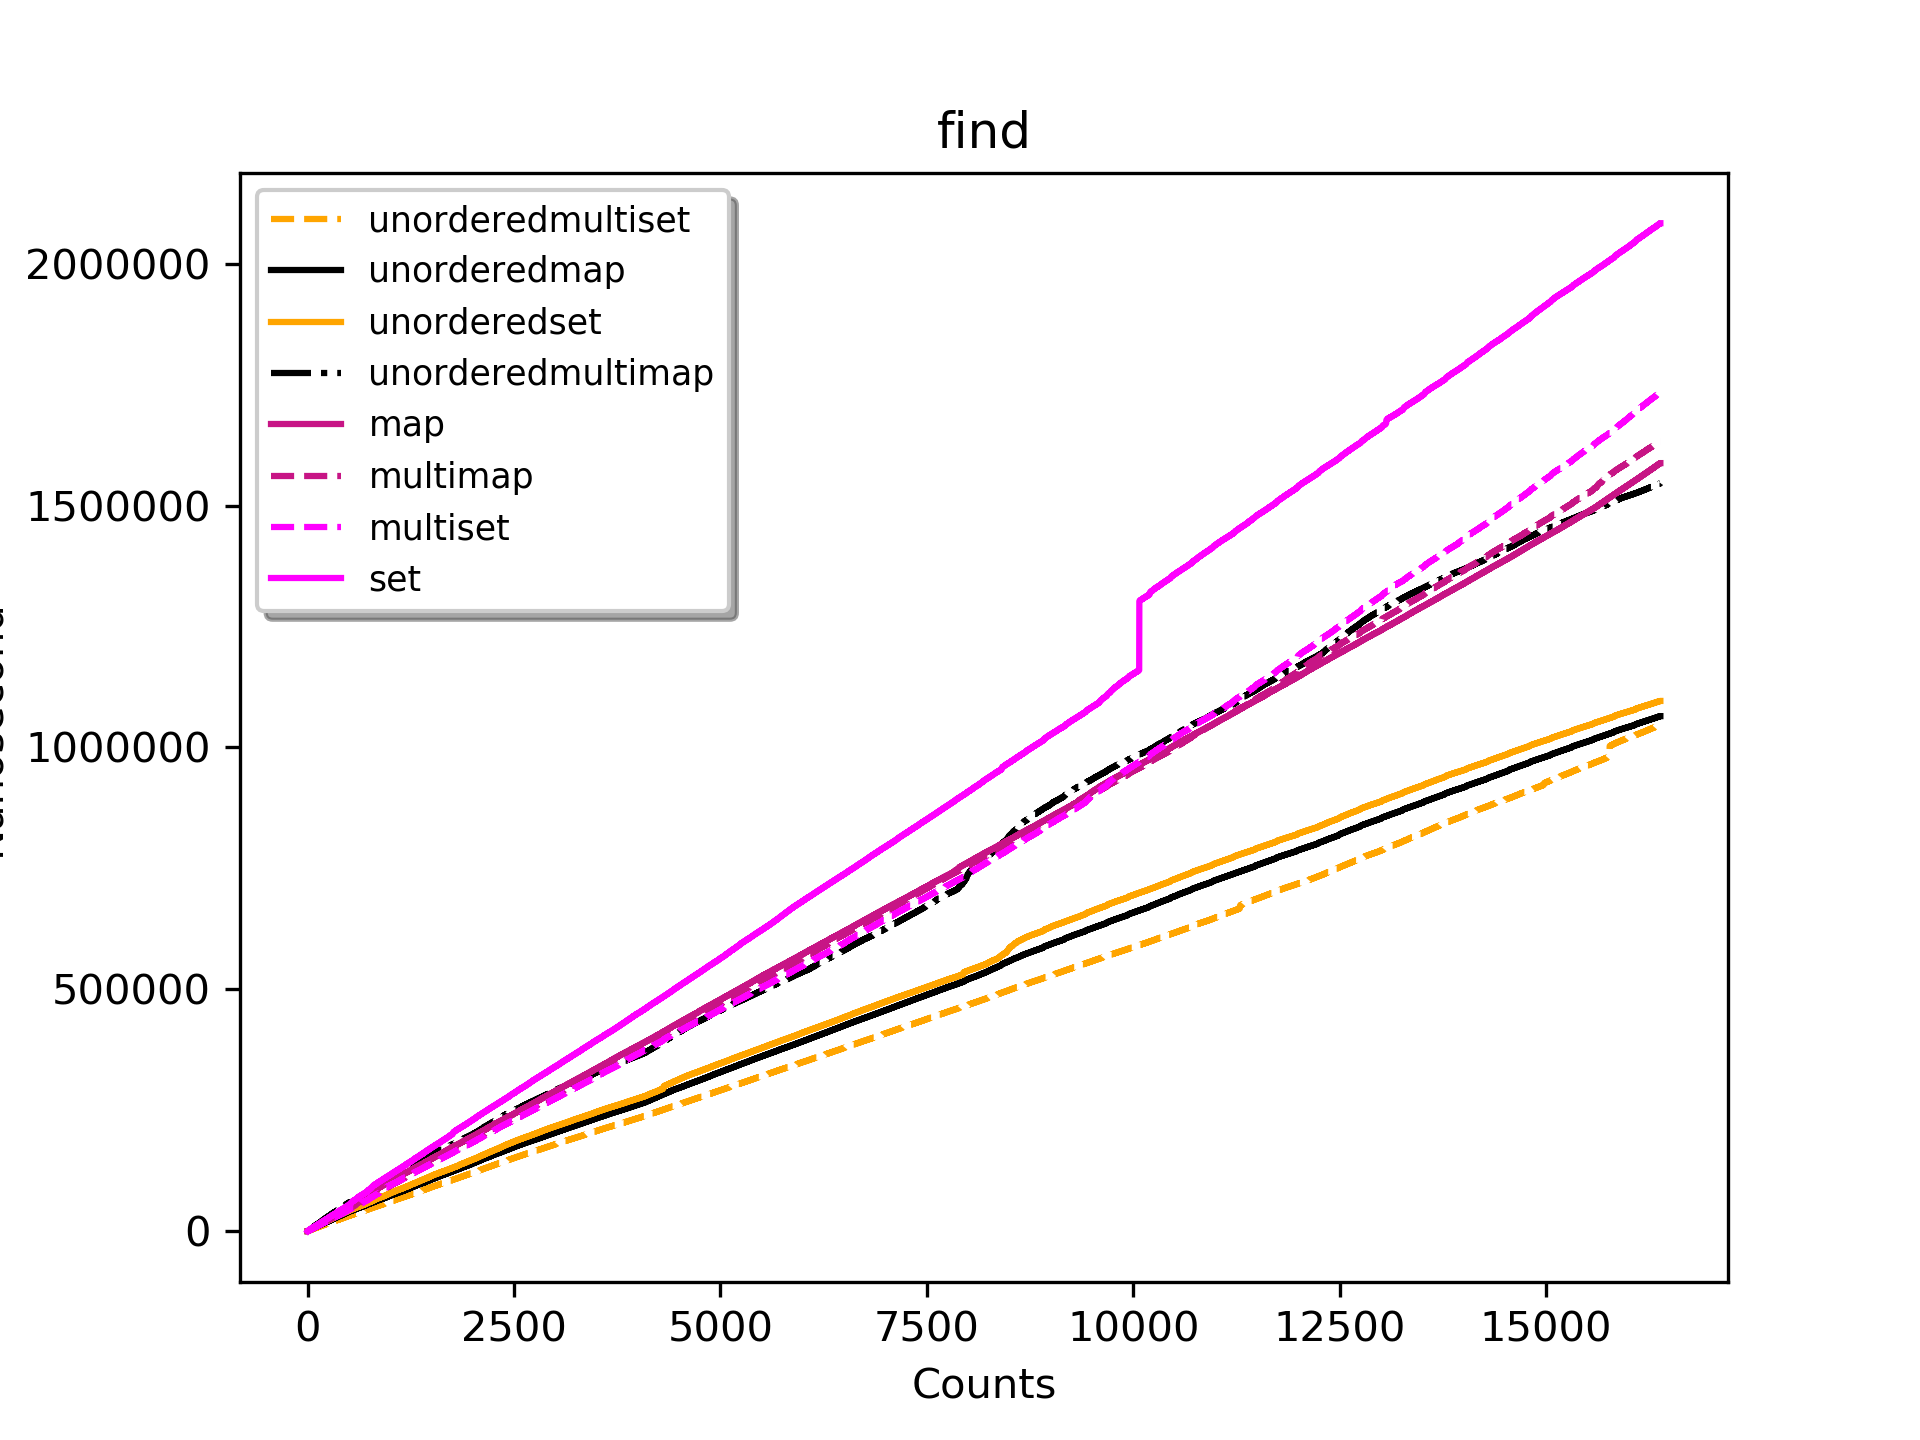 find
unorderedmultiset
unorderedmap
unorderedset
unorderedmultimap
map
multimap
multiset
set
2000000
1500000
1000000
500000
0
0 2500 5000 7500 10000 12500 15000
Counts